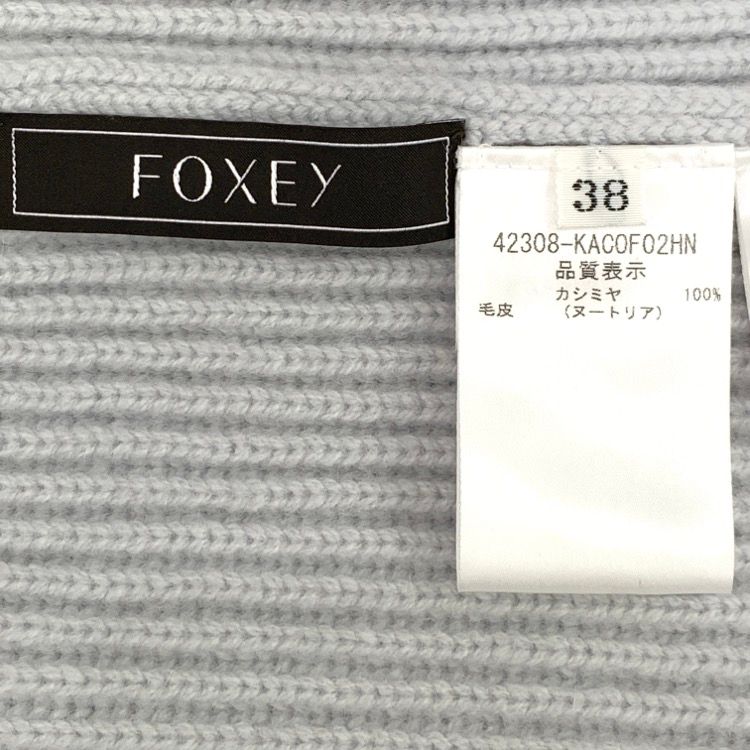 FOXEY
38
42308-KACOF02HN
品質表示
カシミヤ 100%
毛皮 (ヌートリア)